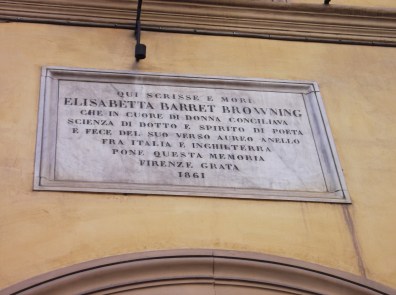 QUI SCRISSE E MORÌ
ELISABETTA BARRET BROWNING
CHE IN CUORE DI DONNA CONCILIAVA
SCIENZA DI DOTTO E SPIRITO DI POETA
E FECE DEL SUO VERSO AUREO ANELLO
FRA ITALIA E INGHILTERRA
PONE QUESTA MEMORIA
FIRENZE GRATA
1861